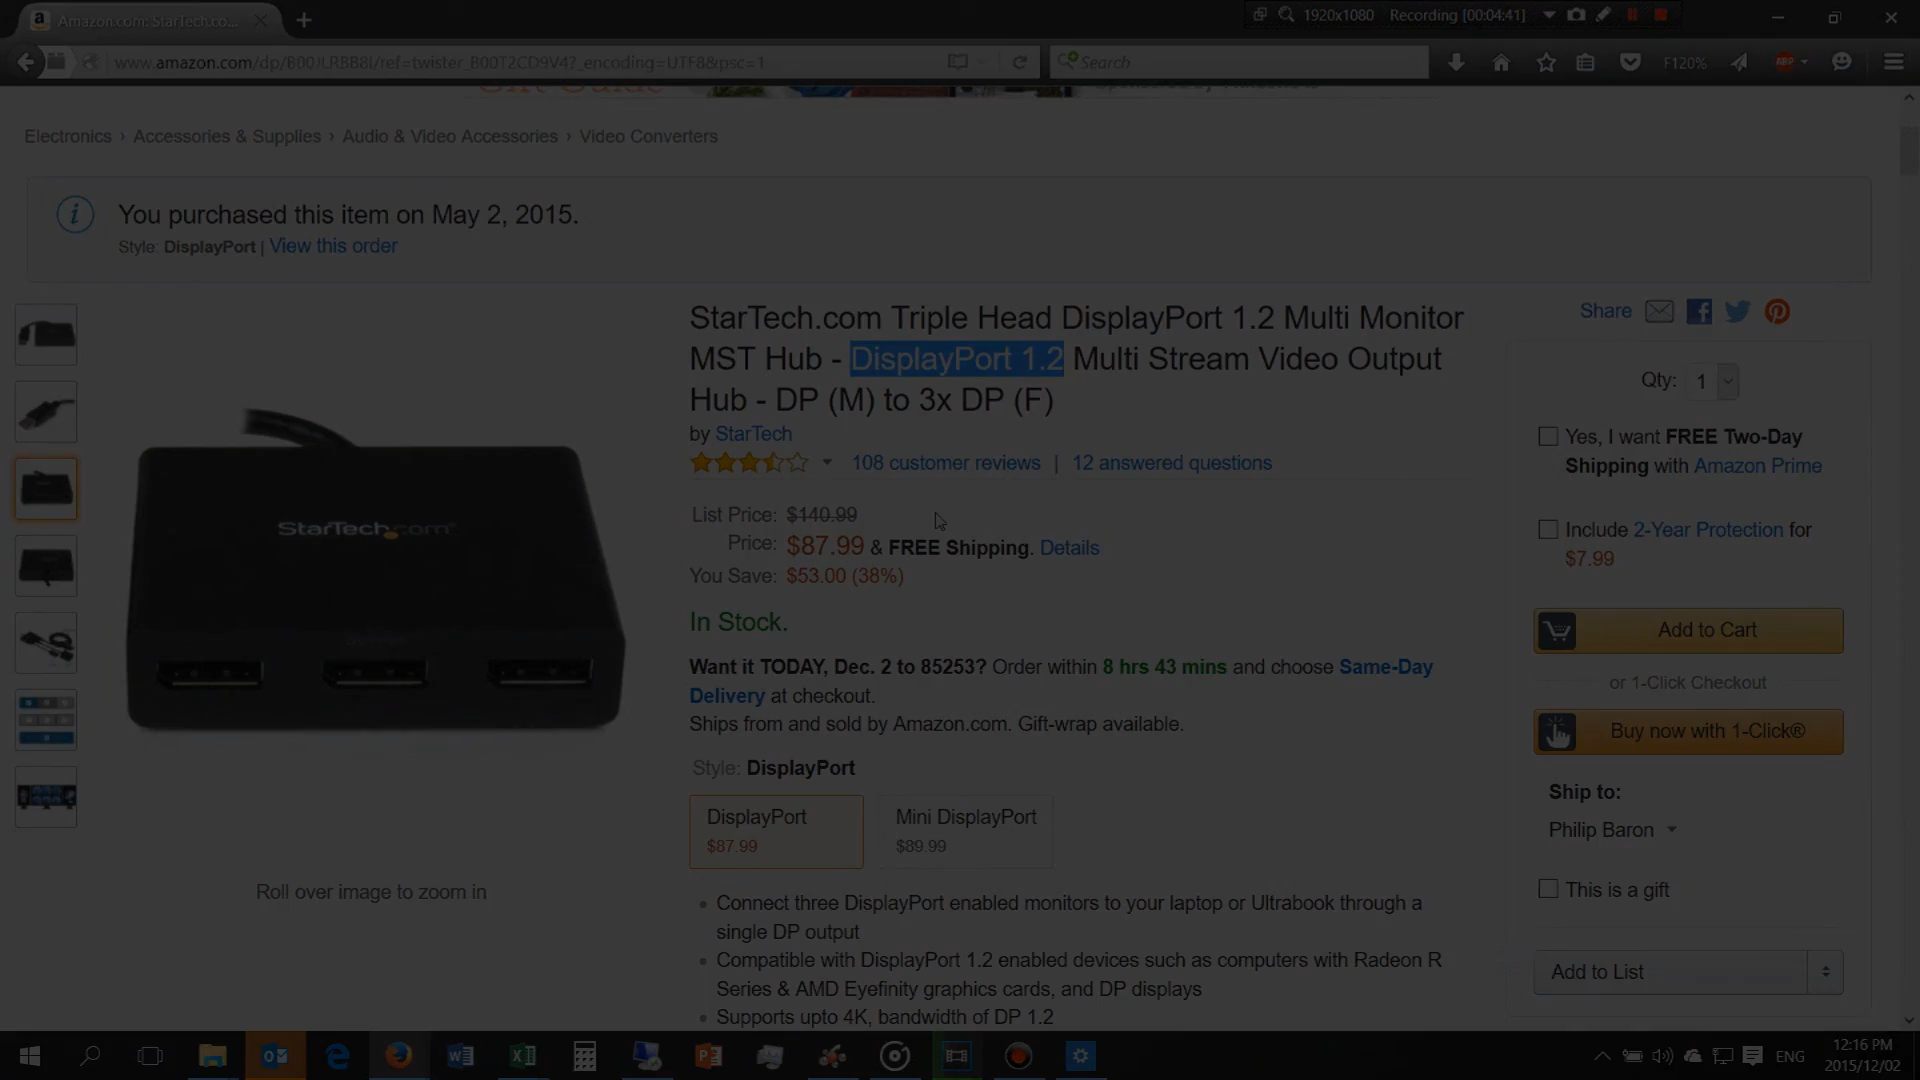 Amazon.com: StarTech.co...
1920x1080 Recording [00:04:41]
www.amazon.com/dp/B00JLRBB8I/ref=twister_B00T2CD9V4?_encoding=UTF8&psc=1
Search
F120%
ABP
Gift Guide
Electronics › Accessories & Supplies › Audio & Video Accessories › Video Converters
You purchased this item on May 2, 2015.
Style: DisplayPort | View this order
StarTech.com Triple Head DisplayPort 1.2 Multi Monitor
MST Hub - DisplayPort 1.2 Multi Stream Video Output
Hub - DP (M) to 3x DP (F)
by StarTech
108 customer reviews | 12 answered questions
List Price: $140.99
Price: $87.99 & FREE Shipping. Details
You Save: $53.00 (38%)
In Stock.
Want it TODAY, Dec. 2 to 85253? Order within 8 hrs 43 mins and choose Same-Day
Delivery at checkout.
Ships from and sold by Amazon.com. Gift-wrap available.
Style: DisplayPort
DisplayPort
$87.99
Mini DisplayPort
$89.99
Connect three DisplayPort enabled monitors to your laptop or Ultrabook through a
single DP output
Compatible with DisplayPort 1.2 enabled devices such as computers with Radeon R
Series & AMD Eyefinity graphics cards, and DP displays
Supports upto 4K, bandwidth of DP 1.2
StarTech.com
Roll over image to zoom in
Share
Qty: 1
Yes, I want FREE Two-Day
Shipping with Amazon Prime
Include 2-Year Protection for
$7.99
Add to Cart
or 1-Click Checkout
Buy now with 1-Click®
Ship to:
Philip Baron
This is a gift
Add to List
ENG
12:16 PM
2015/12/02